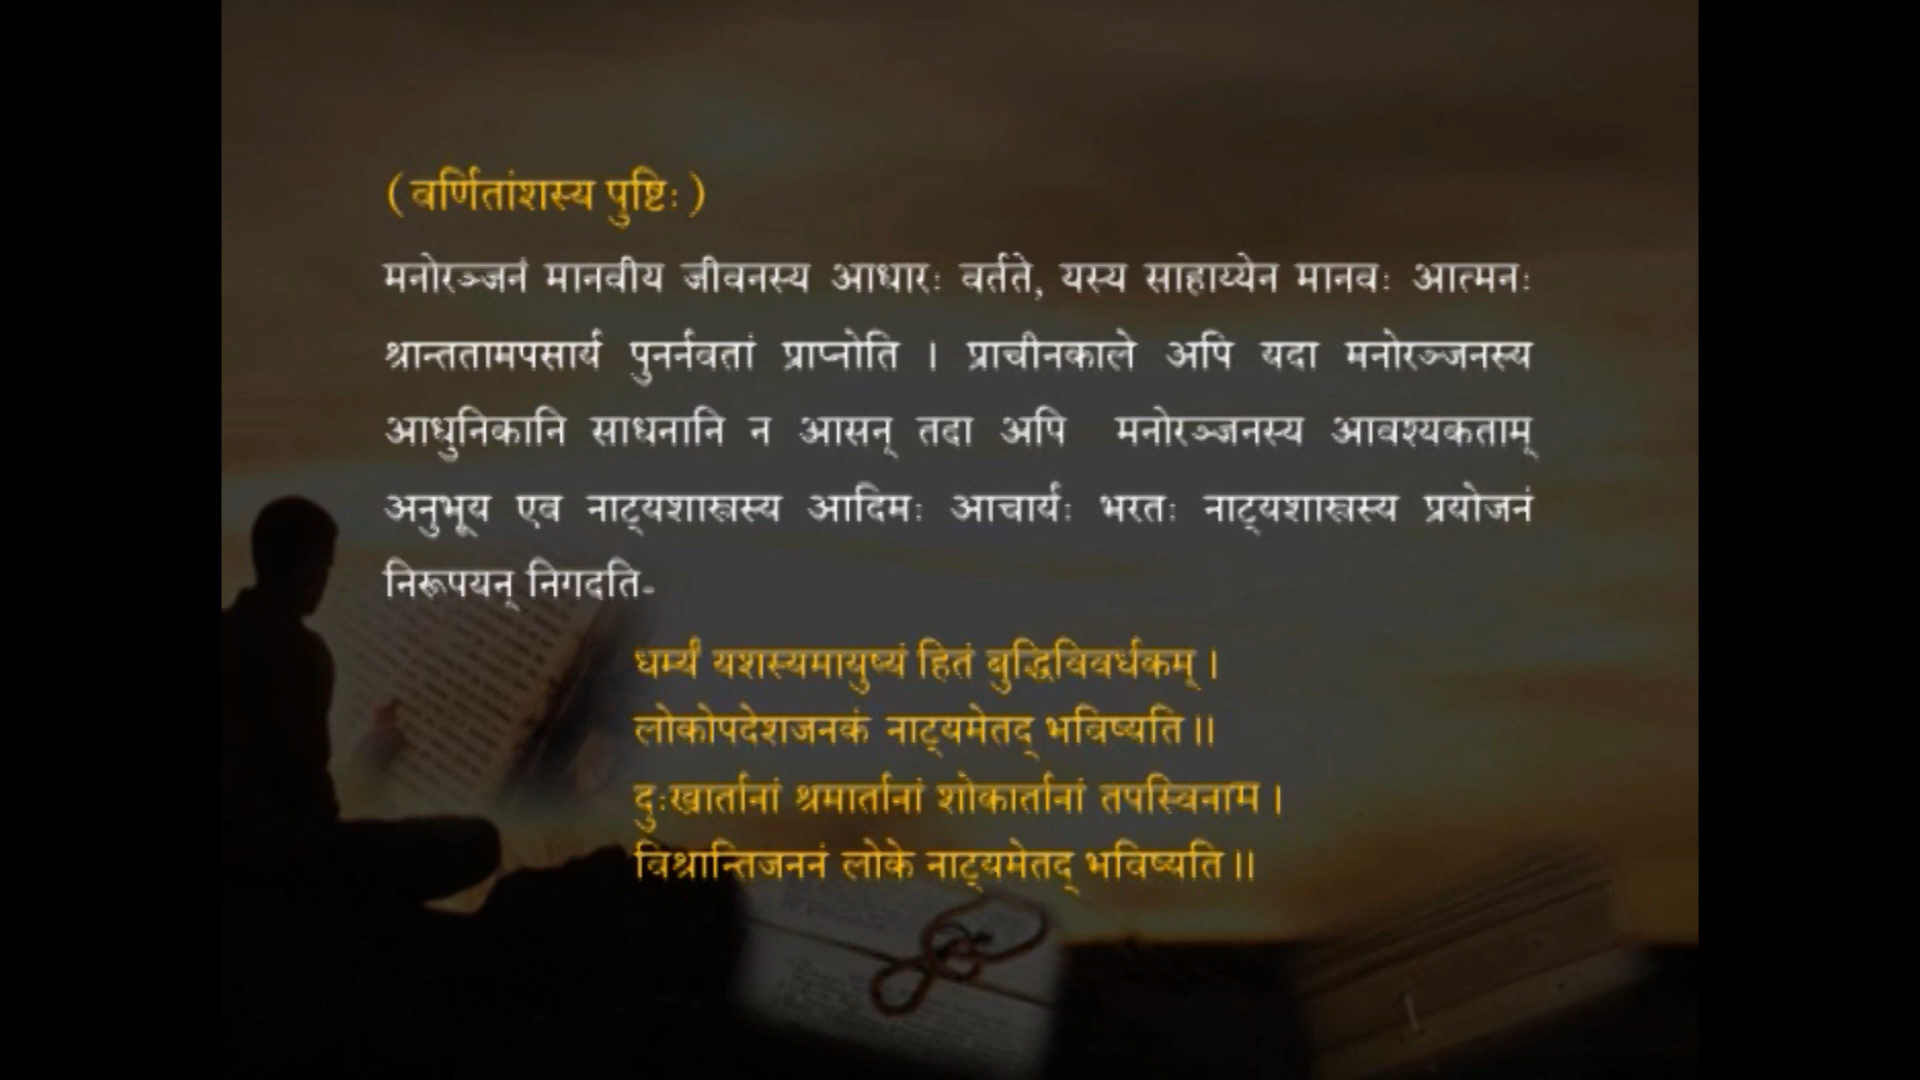 (वर्णितांशस्य पुष्टिः)
मनोरञ्जनं मानवीय जीवनस्य आधारः वर्तते, यस्य साहाय्येन मानवः आत्मनः
श्रान्ततामपसार्य पुनर्नवतां प्राप्नोति । प्राचीनकाले अपि यदा मनोरञ्जनस्य
आधुनिकानि साधनानि न आसन् तदा अपि मनोरञ्जनस्य आवश्यकताम्
अनुभूय एव नाट्यशास्त्रस्य आदिमः आचार्यः भरतः नाट्यशास्त्रस्य प्रयोजनं
निरूपयन् निगदति-
धर्म्यं यशस्यमायुष्यं हितं बुद्धिविवर्धकम् ।
लोकोपदेशजनकं नाट्यमेतद् भविष्यति ।।
दुःखार्तानां श्रमार्तानां शोकार्तानां तपस्विनाम ।
विश्रान्तिजननं लोके नाट्यमेतद् भविष्यति ।।